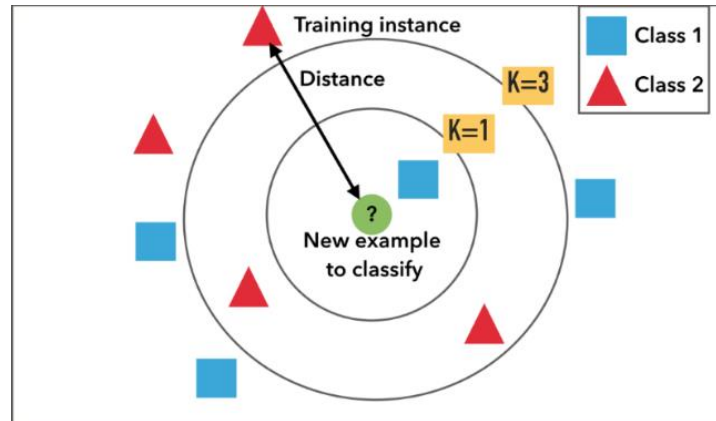 Training instance
Class 1
Distance
K=3
Class 2
K=1
?
New example
to classify